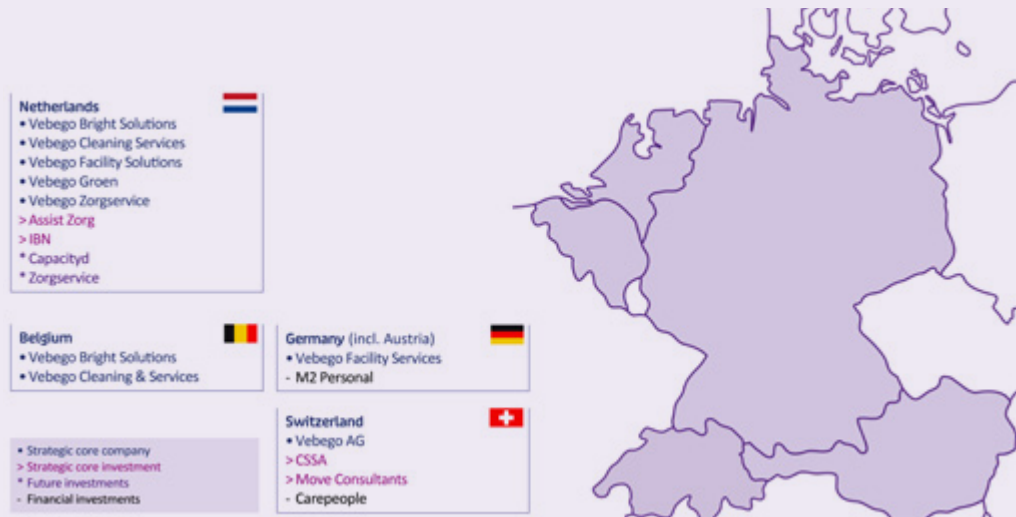 Netherlands
• Vebego Bright Solutions
• Vebego Cleaning Services
• Vebego Facility Solutions
• Vebego Groen
• Vebego Zorgservice
> Assist Zorg
> IBN
* Capacityd
* Zorgservice
Belgium
• Vebego Bright Solutions
• Vebego Cleaning & Services
Germany (incl. Austria)
• Vebego Facility Services
- M2 Personal
Switzerland
• Vebego AG
> CSSA
> Move Consultants
- Carepeople
• Strategic core company
> Strategic core investment
* Future investments
- Financial investments